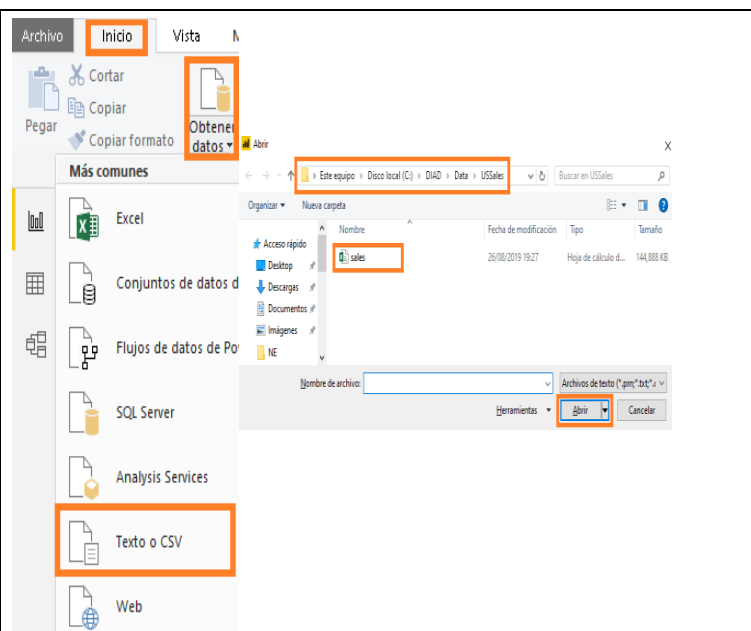 Archivo Inicio Vista
Cortar
Copiar
Pegar
Copiar formato
Obtener
datos
Más comunes
Excel
Conjuntos de datos d
Flujos de datos de Po
SQL Server
Analysis Services
Texto o CSV
Web
Abrir X
Este equipo > Disco local (C:) > DIAD > Data > USSales
Buscar en USSales
Organizar Nueva carpeta
Nombre Fecha de modificación Tipo Tamaño
sales 26/08/2019 19:27 Hoja de cálculo d... 144,888 KB
Acceso rápido
Desktop
Descargas
Documentos
Imágenes
NE
Nombre de archivo:
Archivos de texto (*.prn;*.txt;*.c
Herramientas Abrir Cancelar